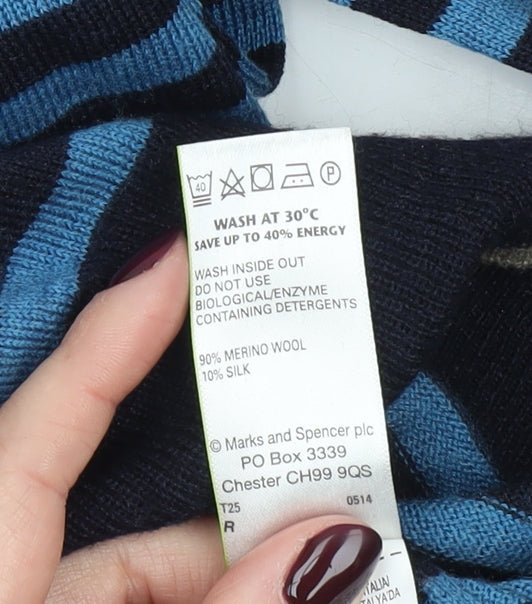 40 P
WASH AT 30°C
SAVE UP TO 40% ENERGY
WASH INSIDE OUT
DO NOT USE
BIOLOGICAL/ENZYME
CONTAINING DETERGENTS
90% MERINO WOOL
10% SILK
© Marks and Spencer plc
PO Box 3339
Chester CH99 9QS
T25 0514
R